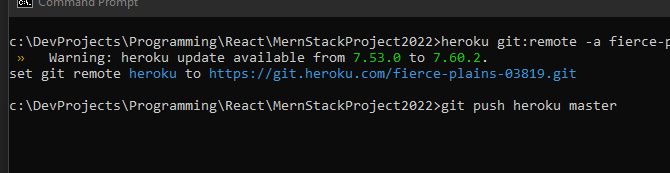 Command Prompt
c:\DevProjects\Programming\React\MernStackProject2022>heroku git:remote -a fierce-p
» Warning: heroku update available from 7.53.0 to 7.60.2.
set git remote heroku to https://git.heroku.com/fierce-plains-03819.git
c:\DevProjects\Programming\React\MernStackProject2022>git push heroku master